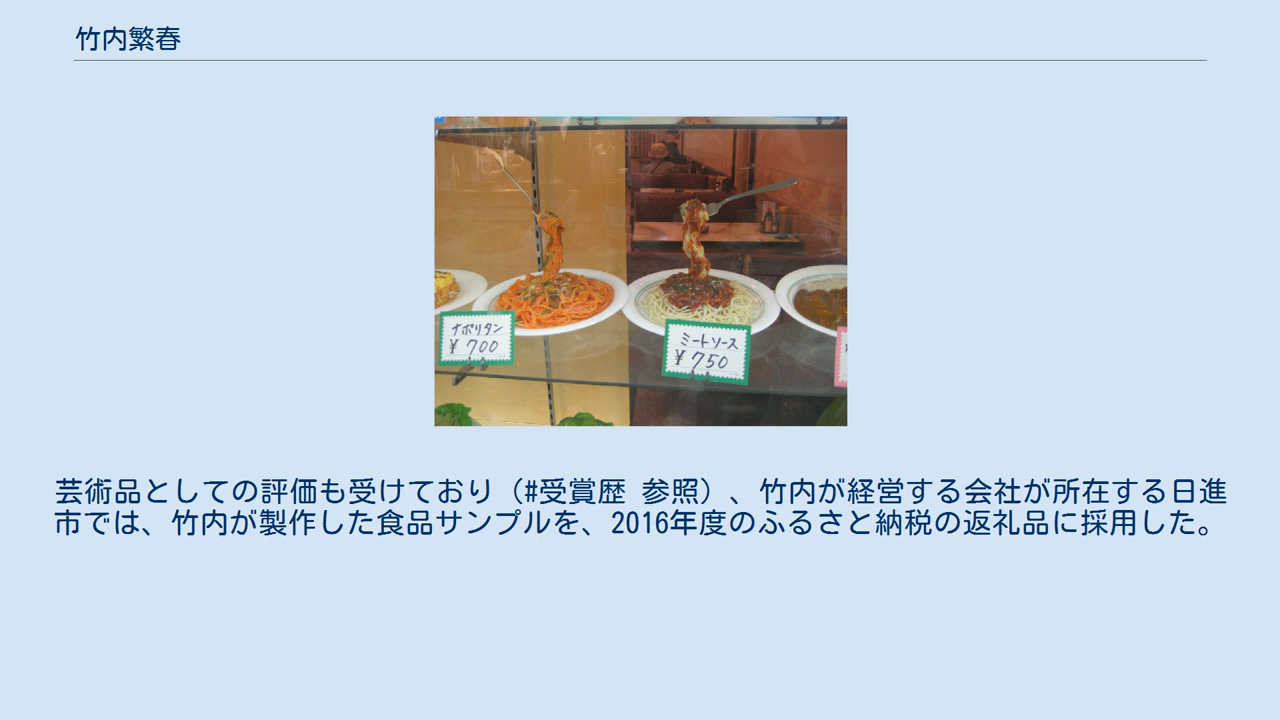 竹内繁春
ナポリタン
¥700
ミートソース
¥750
芸術品としての評価も受けており（#受賞歴 参照）、竹内が経営する会社が所在する日進
市では、竹内が製作した食品サンプルを、2016年度のふるさと納税の返礼品に採用した。